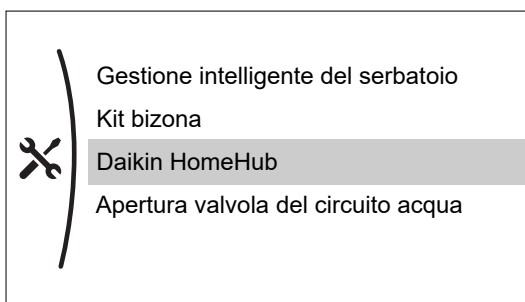 Gestione intelligente del serbatoio
Kit bizona
Daikin HomeHub
Apertura valvola del circuito acqua